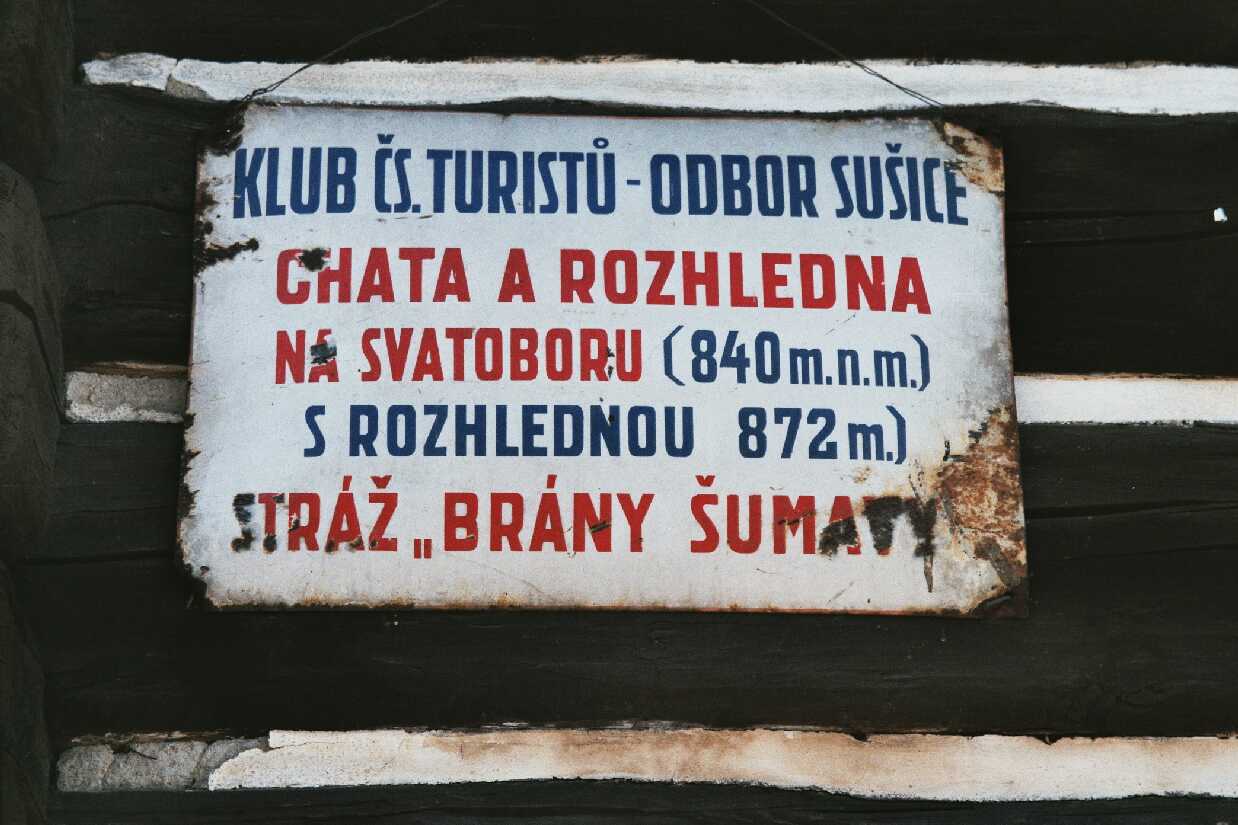 KLUB ČS. TURISTŮ - ODBOR SUŠICE
CHATA A ROZHLEDNA
NA SVATOBORU (840 m.n.m.)
S ROZHLEDNOU 872 m.)
STRÁŽ „BRÁNY ŠUMAVY